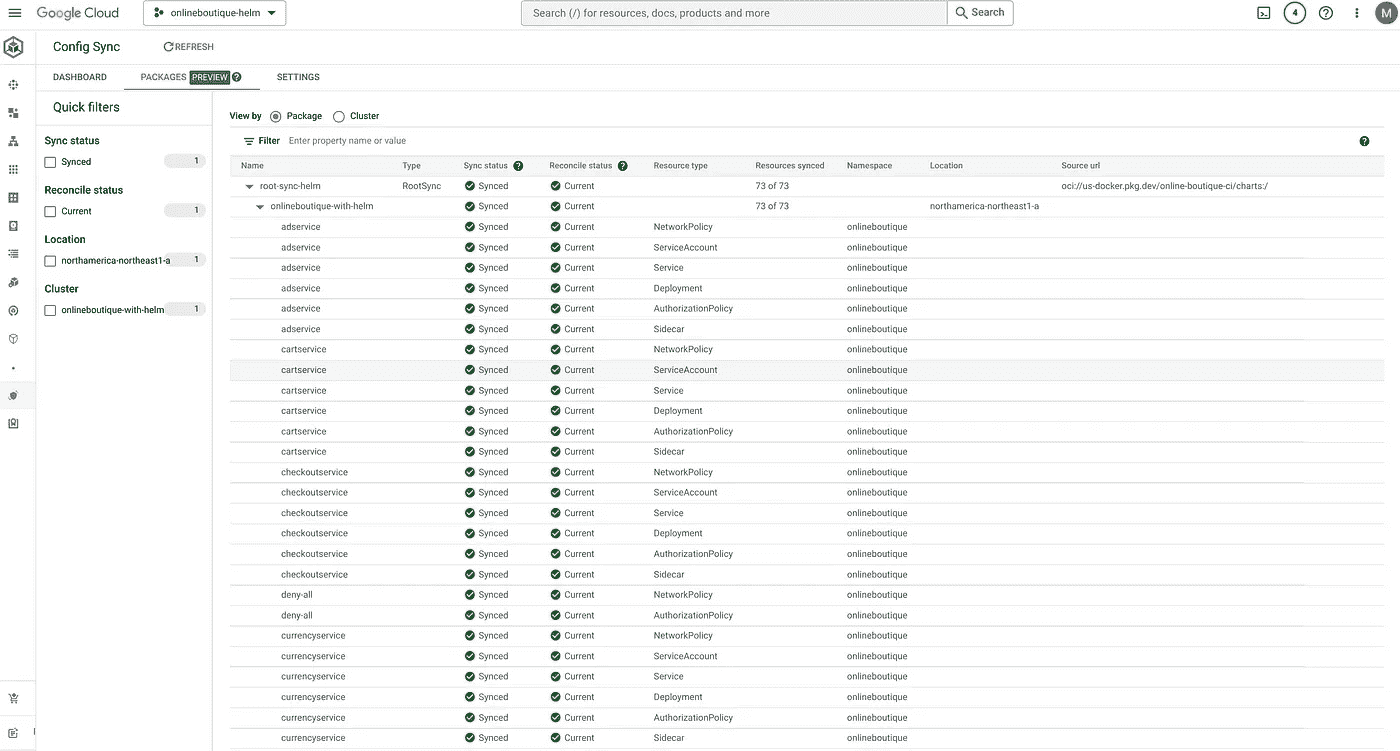 Google Cloud onlineboutique-helm Search (/) for resources, docs, products and more Search 4 M
Config Sync REFRESH
DASHBOARD PACKAGES PREVIEW SETTINGS
Quick filters
Sync status
Synced 1
Reconcile status
Current 1
Location
northamerica-northeast1-a 1
Cluster
onlineboutique-with-helm 1
View by Package Cluster
Filter Enter property name or value
Name Type Sync status Reconcile status Resource type Resources synced Namespace Location Source url
root-sync-helm RootSync Synced Current 73 of 73 oci://us-docker.pkg.dev/online-boutique-ci/charts:/
onlineboutique-with-helm Synced Current 73 of 73 northamerica-northeast1-a
adservice Synced Current NetworkPolicy onlineboutique
adservice Synced Current ServiceAccount onlineboutique
adservice Synced Current Service onlineboutique
adservice Synced Current Deployment onlineboutique
adservice Synced Current AuthorizationPolicy onlineboutique
adservice Synced Current Sidecar onlineboutique
cartservice Synced Current NetworkPolicy onlineboutique
cartservice Synced Current ServiceAccount onlineboutique
cartservice Synced Current Service onlineboutique
cartservice Synced Current Deployment onlineboutique
cartservice Synced Current AuthorizationPolicy onlineboutique
cartservice Synced Current Sidecar onlineboutique
checkoutservice Synced Current NetworkPolicy onlineboutique
checkoutservice Synced Current ServiceAccount onlineboutique
checkoutservice Synced Current Service onlineboutique
checkoutservice Synced Current Deployment onlineboutique
checkoutservice Synced Current AuthorizationPolicy onlineboutique
checkoutservice Synced Current Sidecar onlineboutique
deny-all Synced Current NetworkPolicy onlineboutique
deny-all Synced Current AuthorizationPolicy onlineboutique
currencyservice Synced Current NetworkPolicy onlineboutique
currencyservice Synced Current ServiceAccount onlineboutique
currencyservice Synced Current Service onlineboutique
currencyservice Synced Current Deployment onlineboutique
currencyservice Synced Current AuthorizationPolicy onlineboutique
currencyservice Synced Current Sidecar onlineboutique